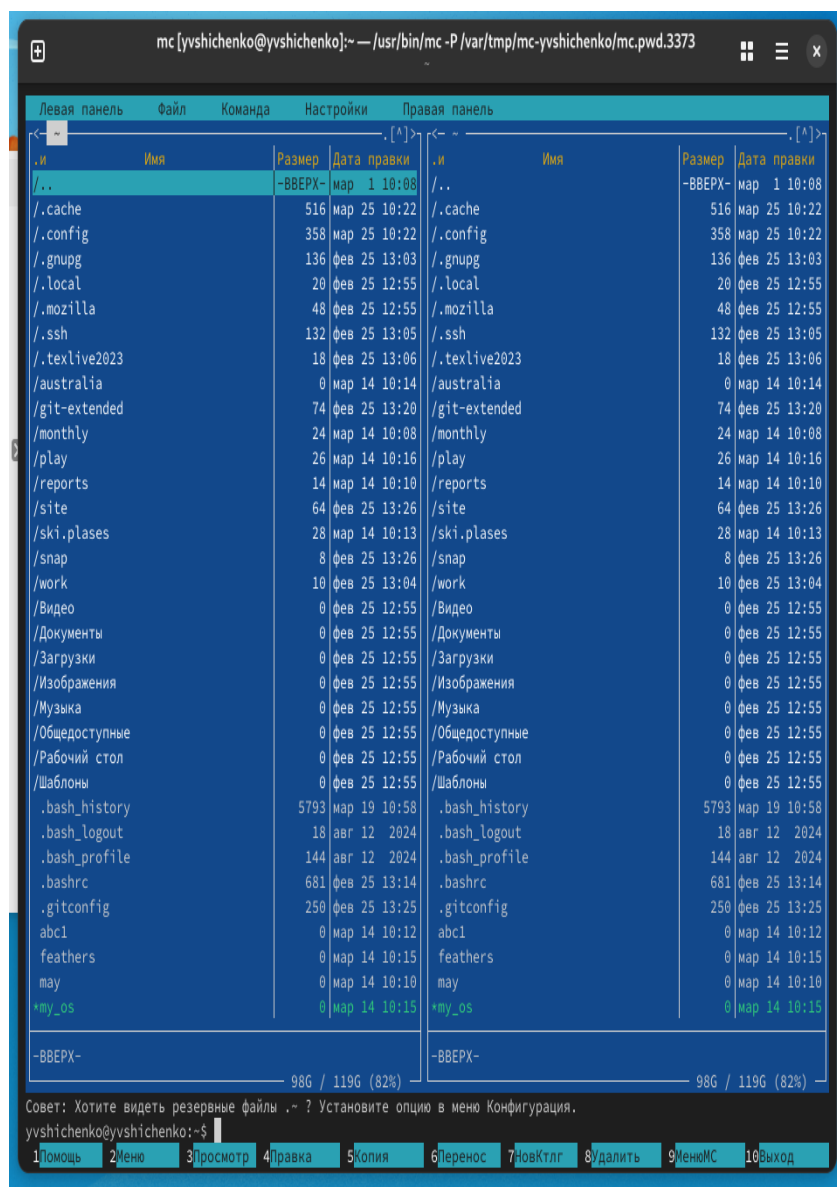 mc [yvshichenko@yvshichenko]:~ — /usr/bin/mc -P /var/tmp/mc-yvshichenko/mc.pwd.3373
~
Левая панель Файл Команда Настройки Правая панель
<- ~ .[^]> <- ~ .[^]>
.и Имя Размер Дата правки .и Имя Размер Дата правки
/.. -ВВЕРХ- мар 1 10:08 /.. -ВВЕРХ- мар 1 10:08
/.cache 516 мар 25 10:22 /.cache 516 мар 25 10:22
/.config 358 мар 25 10:22 /.config 358 мар 25 10:22
/.gnupg 136 фев 25 13:03 /.gnupg 136 фев 25 13:03
/.local 20 фев 25 12:55 /.local 20 фев 25 12:55
/.mozilla 48 фев 25 12:55 /.mozilla 48 фев 25 12:55
/.ssh 132 фев 25 13:05 /.ssh 132 фев 25 13:05
/.texlive2023 18 фев 25 13:06 /.texlive2023 18 фев 25 13:06
/australia 0 мар 14 10:14 /australia 0 мар 14 10:14
/git-extended 74 фев 25 13:20 /git-extended 74 фев 25 13:20
/monthly 24 мар 14 10:08 /monthly 24 мар 14 10:08
/play 26 мар 14 10:16 /play 26 мар 14 10:16
/reports 14 мар 14 10:10 /reports 14 мар 14 10:10
/site 64 фев 25 13:26 /site 64 фев 25 13:26
/ski.plases 28 мар 14 10:13 /ski.plases 28 мар 14 10:13
/snap 8 фев 25 13:26 /snap 8 фев 25 13:26
/work 10 фев 25 13:04 /work 10 фев 25 13:04
/Видео 0 фев 25 12:55 /Видео 0 фев 25 12:55
/Документы 0 фев 25 12:55 /Документы 0 фев 25 12:55
/Загрузки 0 фев 25 12:55 /Загрузки 0 фев 25 12:55
/Изображения 0 фев 25 12:55 /Изображения 0 фев 25 12:55
/Музыка 0 фев 25 12:55 /Музыка 0 фев 25 12:55
/Общедоступные 0 фев 25 12:55 /Общедоступные 0 фев 25 12:55
/Рабочий стол 0 фев 25 12:55 /Рабочий стол 0 фев 25 12:55
/Шаблоны 0 фев 25 12:55 /Шаблоны 0 фев 25 12:55
.bash_history 5793 мар 19 10:58 .bash_history 5793 мар 19 10:58
.bash_logout 18 авг 12 2024 .bash_logout 18 авг 12 2024
.bash_profile 144 авг 12 2024 .bash_profile 144 авг 12 2024
.bashrc 681 фев 25 13:14 .bashrc 681 фев 25 13:14
.gitconfig 250 фев 25 13:25 .gitconfig 250 фев 25 13:25
abc1 0 мар 14 10:12 abc1 0 мар 14 10:12
feathers 0 мар 14 10:15 feathers 0 мар 14 10:15
may 0 мар 14 10:10 may 0 мар 14 10:10
*my_os 0 мар 14 10:15 *my_os 0 мар 14 10:15
-ВВЕРХ- -ВВЕРХ-
98G / 119G (82%) 98G / 119G (82%)
Совет: Хотите видеть резервные файлы .~ ? Установите опцию в меню Конфигурация.
yvshichenko@yvshichenko:~$
1Помощь 2Меню 3Просмотр 4Правка 5Копия 6Перенос 7НовКтлг 8Удалить 9МенюМС 10Выход